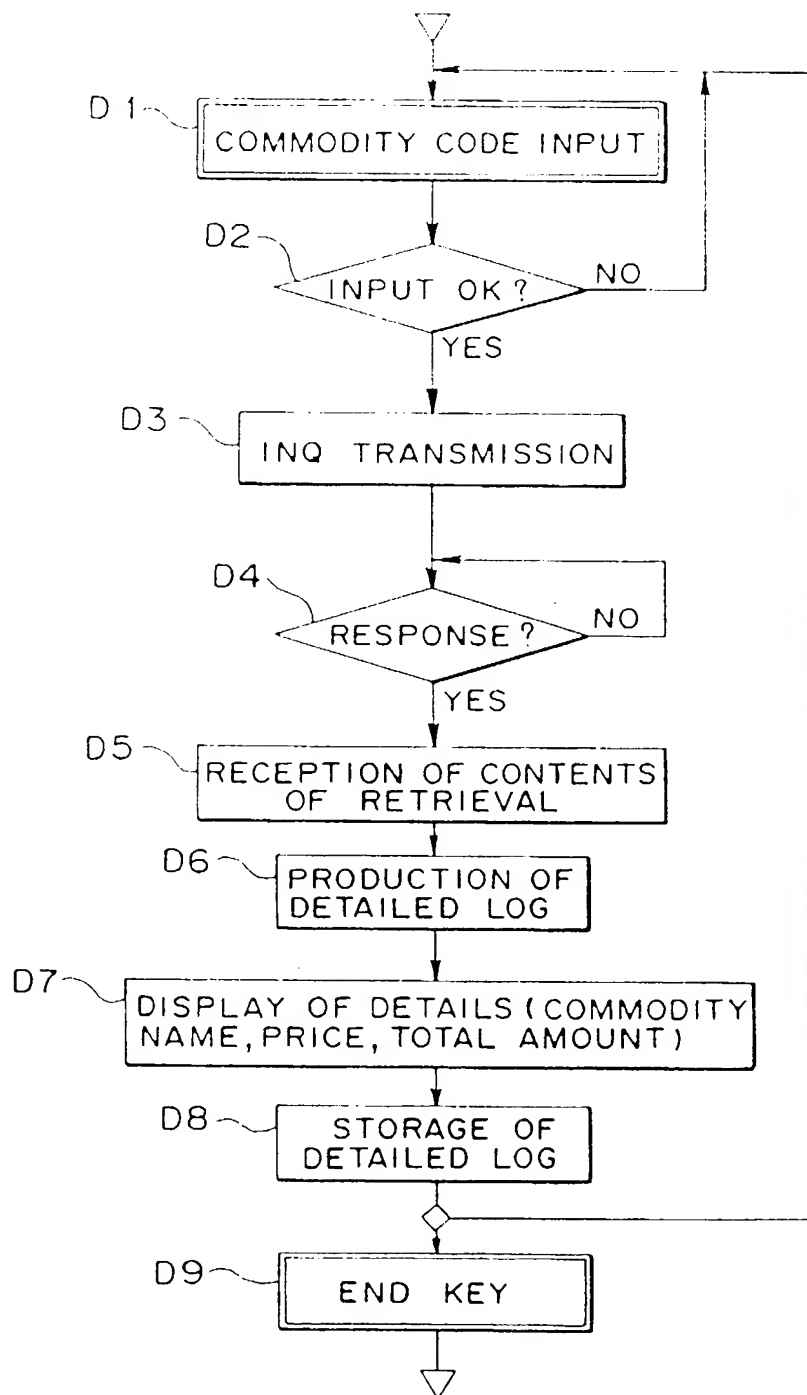 D1
COMMODITY CODE INPUT
D2
INPUT OK?
NO
YES
D3
INQ TRANSMISSION
D4
RESPONSE?
NO
YES
D5
RECEPTION OF CONTENTS
OF RETRIEVAL
D6
PRODUCTION OF
DETAILED LOG
D7
DISPLAY OF DETAILS (COMMODITY
NAME, PRICE, TOTAL AMOUNT)
D8
STORAGE OF
DETAILED LOG
D9
END KEY